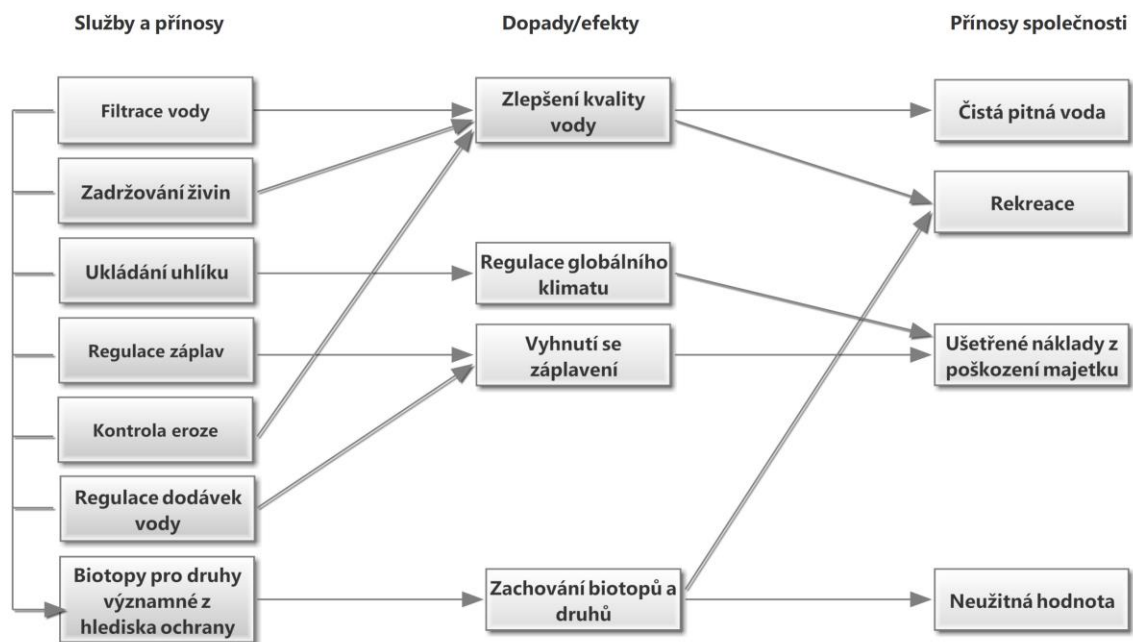 Služby a přínosy
Dopady/efekty
Přínosy společnosti
Filtrace vody
Zlepšení kvality
vody
Čistá pitná voda
Zadržování živin
Rekreace
Ukládání uhlíku
Regulace globálního
klimatu
Regulace záplav
Vyhnutí se
záplavení
Ušetřené náklady z
poškození majetku
Kontrola eroze
Regulace dodávek
vody
Biotopy pro druhy
významné z
hlediska ochrany
Zachování biotopů a
druhů
Neužitná hodnota